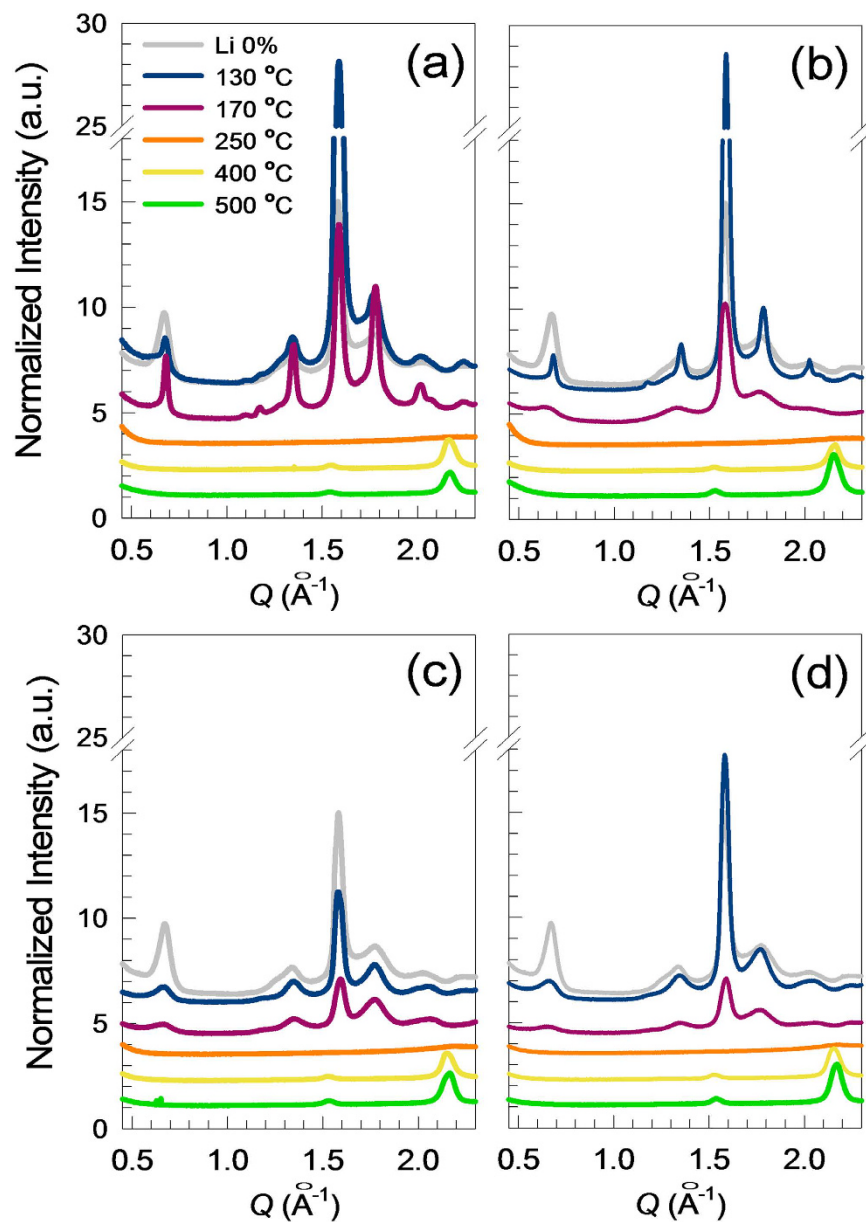 30
25
15
10
5
0
Normalized Intensity (a.u.)
Li 0%
130 °C
170 °C
250 °C
400 °C
500 °C
(a)
(b)
0.5 1.0 1.5 2.0
Q (Å-1)
0.5 1.0 1.5 2.0
Q (Å-1)
30
25
15
10
5
0
Normalized Intensity (a.u.)
(c)
(d)
0.5 1.0 1.5 2.0
Q (Å-1)
0.5 1.0 1.5 2.0
Q (Å-1)